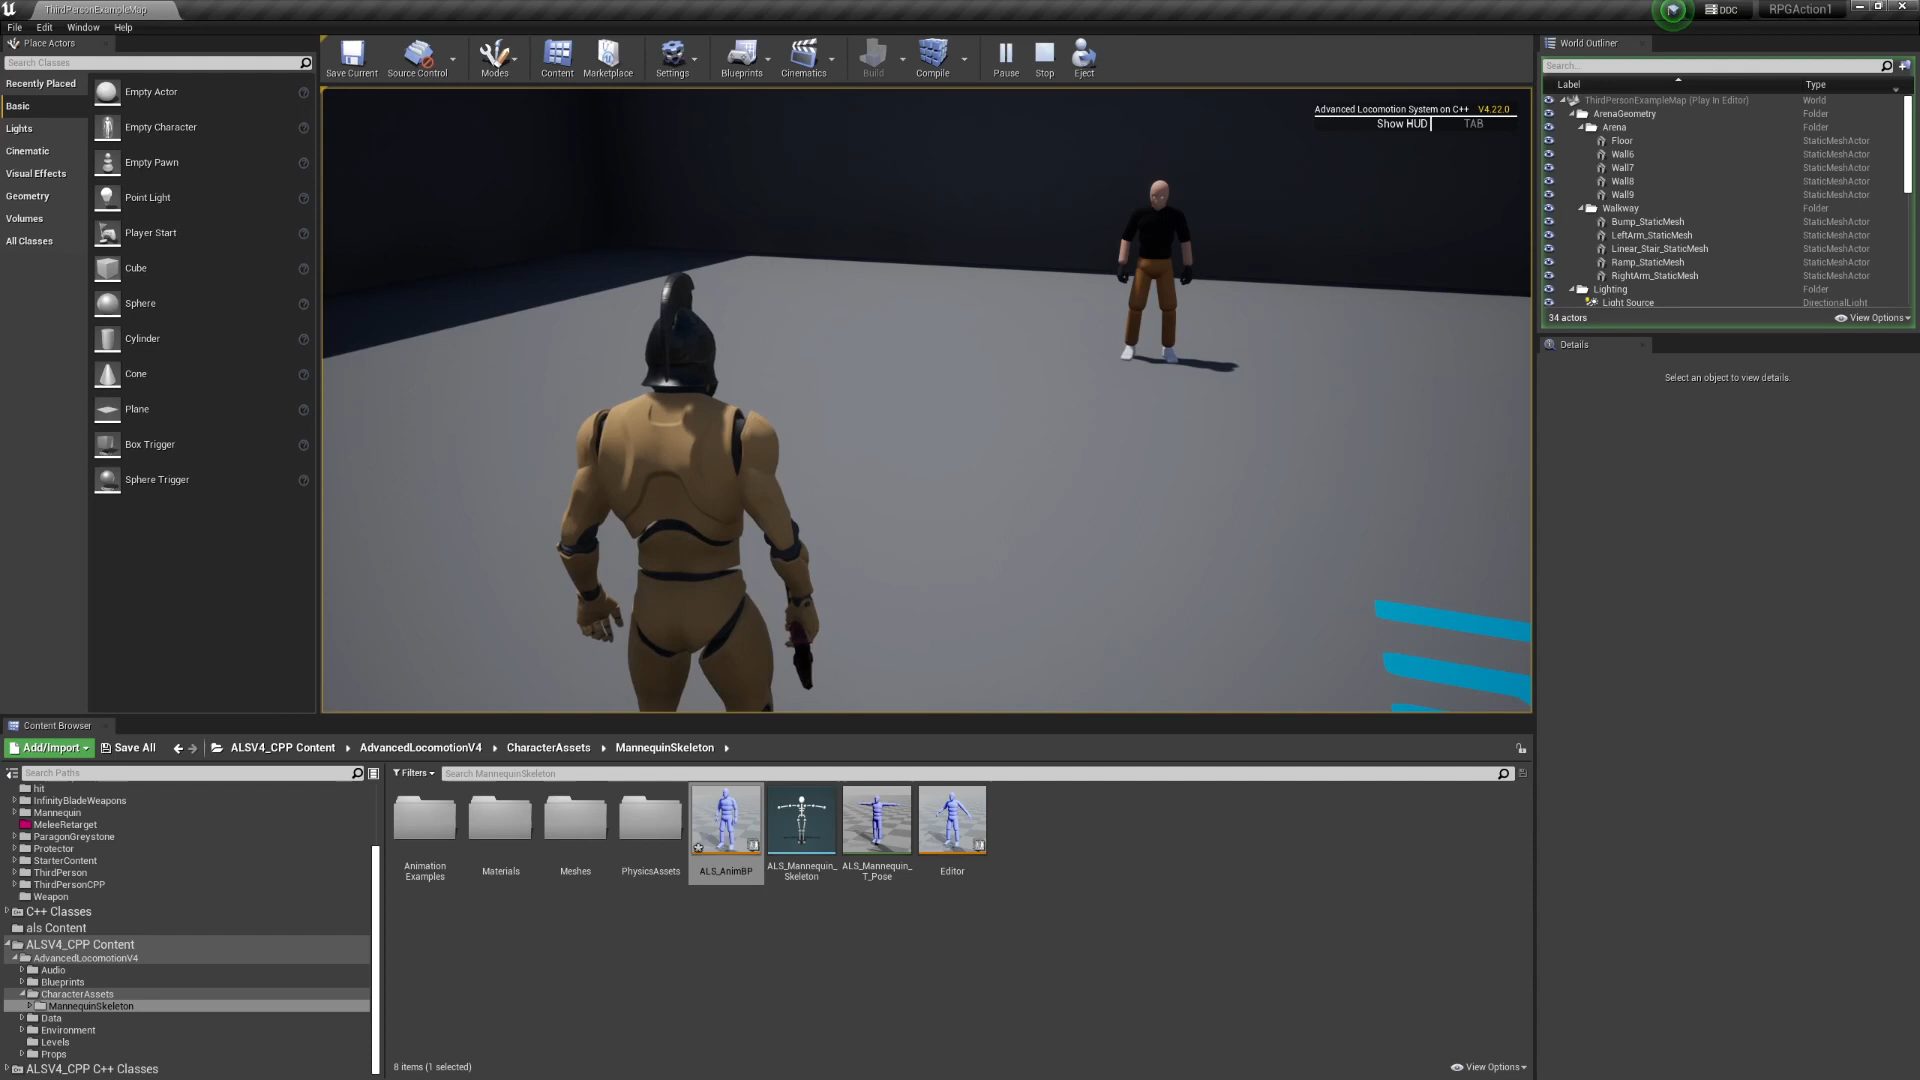 ThirdPersonExampleMap
DDC
RPGAction1
File Edit Window Help
Place Actors
Search Classes
Recently Placed
Basic
Lights
Cinematic
Visual Effects
Geometry
Volumes
All Classes
Empty Actor
Empty Character
Empty Pawn
Point Light
Player Start
Cube
Sphere
Cylinder
Cone
Plane
Box Trigger
Sphere Trigger
Save Current
Source Control
Modes
Content
Marketplace
Settings
Blueprints
Cinematics
Build
Compile
Pause
Stop
Eject
Advanced Locomotion System on C++ V4.22.0
Show HUD TAB
World Outliner
Search...
Label Type
ThirdPersonExampleMap (Play In Editor) World
ArenaGeometry Folder
Arena Folder
Floor StaticMeshActor
Wall6 StaticMeshActor
Wall7 StaticMeshActor
Wall8 StaticMeshActor
Wall9 StaticMeshActor
Walkway Folder
Bump_StaticMesh StaticMeshActor
LeftArm_StaticMesh StaticMeshActor
Linear_Stair_StaticMesh StaticMeshActor
Ramp_StaticMesh StaticMeshActor
RightArm_StaticMesh StaticMeshActor
Lighting Folder
Light Source DirectionalLight
34 actors View Options
Details
Select an object to view details.
Content Browser
Add/Import Save All ALSV4_CPP Content AdvancedLocomotionV4 CharacterAssets MannequinSkeleton
Search Paths
Filters
Search MannequinSkeleton
hit
InfinityBladeWeapons
Mannequin
MeleeRetarget
ParagonGreystone
Protector
StarterContent
ThirdPerson
ThirdPersonCPP
Weapon
C++ Classes
als Content
ALSV4_CPP Content
AdvancedLocomotionV4
Audio
Blueprints
CharacterAssets
MannequinSkeleton
Data
Environment
Levels
Props
ALSV4_CPP C++ Classes
Animation
Examples
Materials
Meshes
PhysicsAssets
ALS_AnimBP
ALS_Mannequin_
Skeleton
ALS_Mannequin_
T_Pose
Editor
8 items (1 selected)
View Options